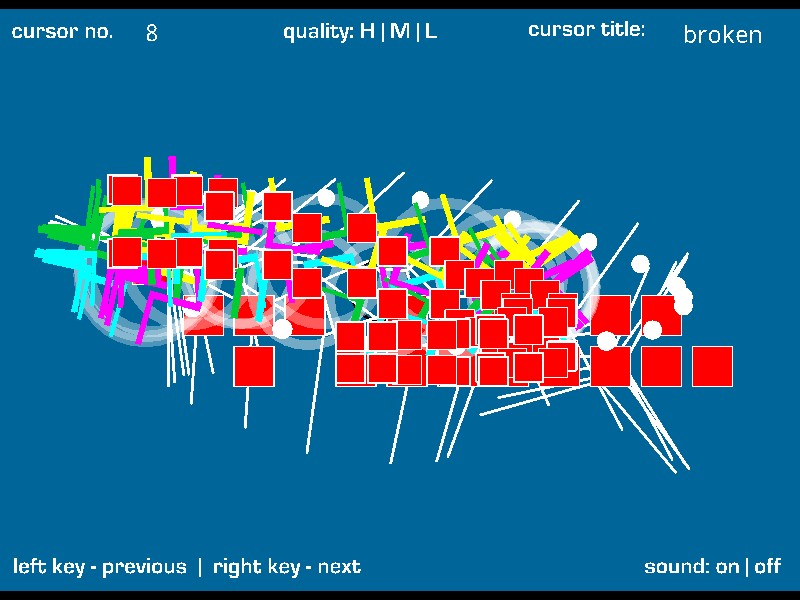 cursor no. 8 quality: H | M | L cursor title: broken
left key - previous | right key - next sound: on | off